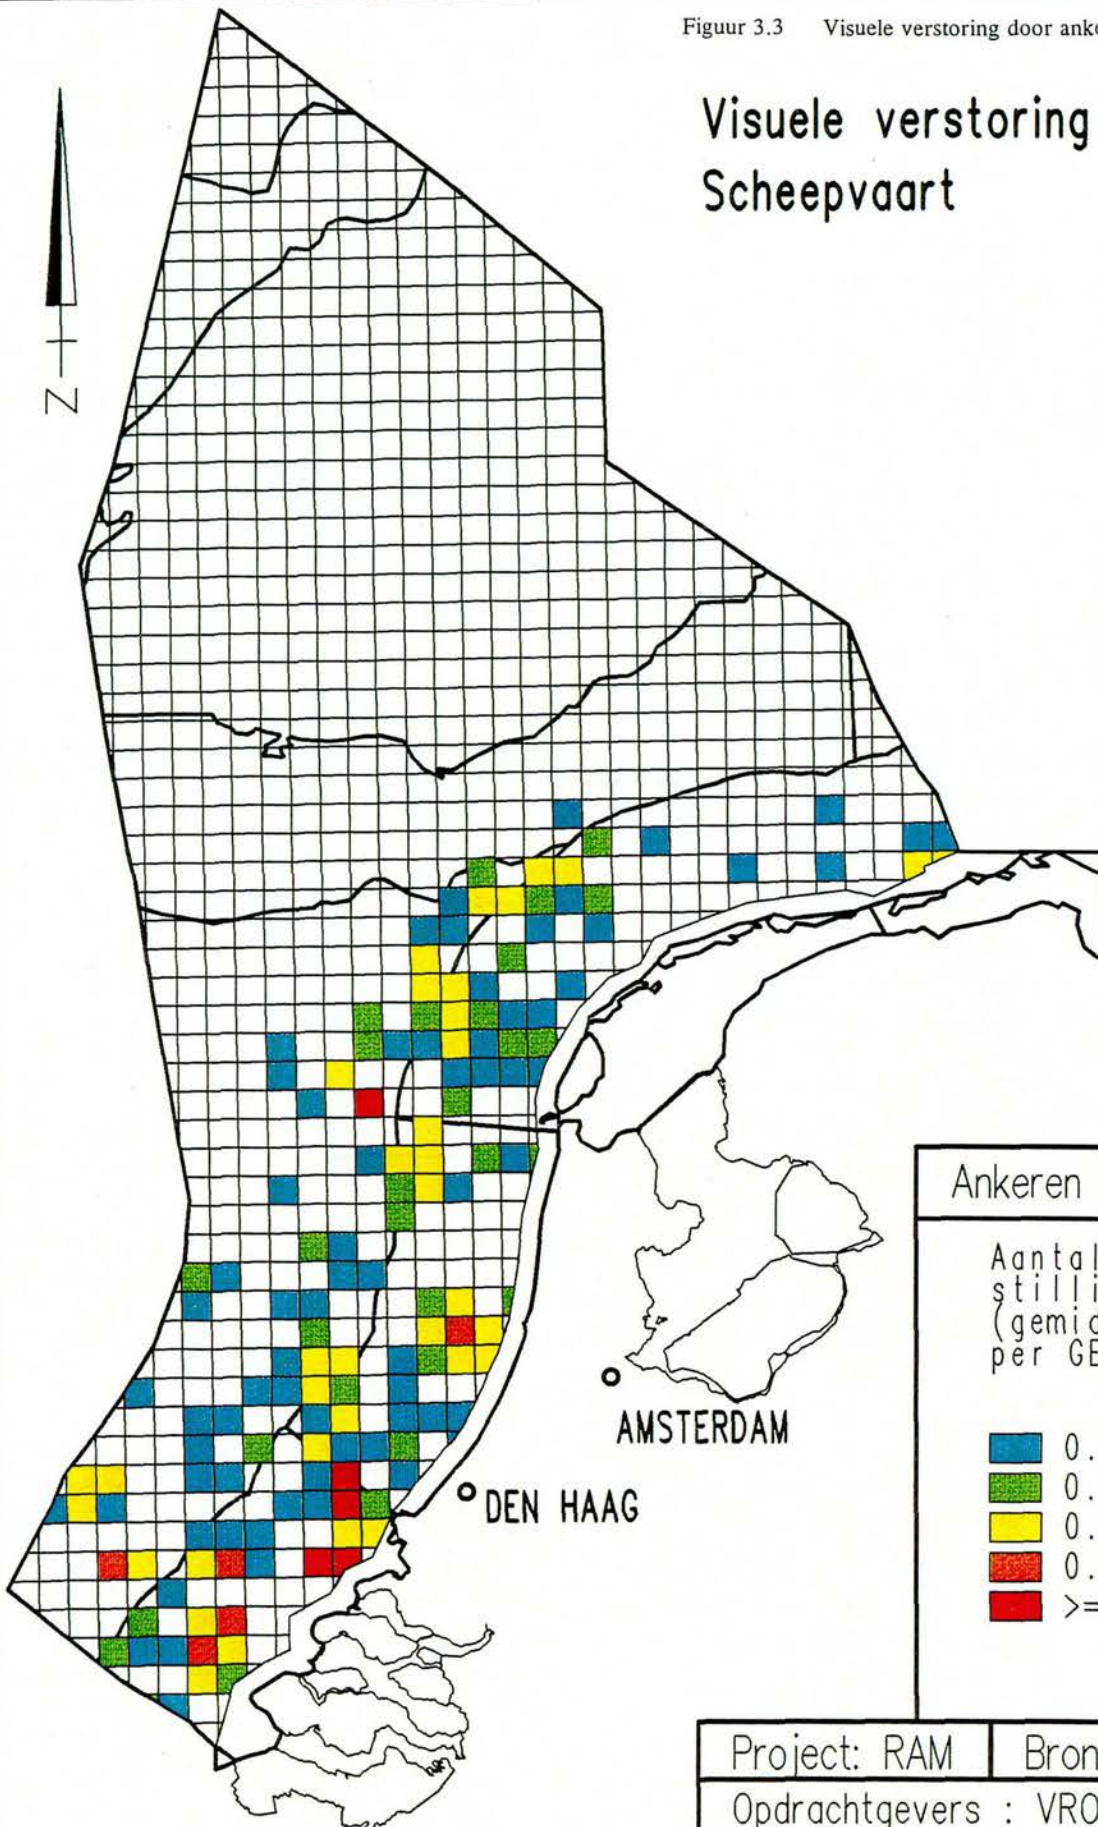 Figuur 3.3 Visuele verstoring door anke
Visuele verstoring
Scheepvaart
N
AMSTERDAM
DEN HAAG
Ankeren
Aantal
stilli
(gemid
per GE
0.
0.
0.
0.
>=
Project: RAM Bron
Opdrachtgevers : VRO